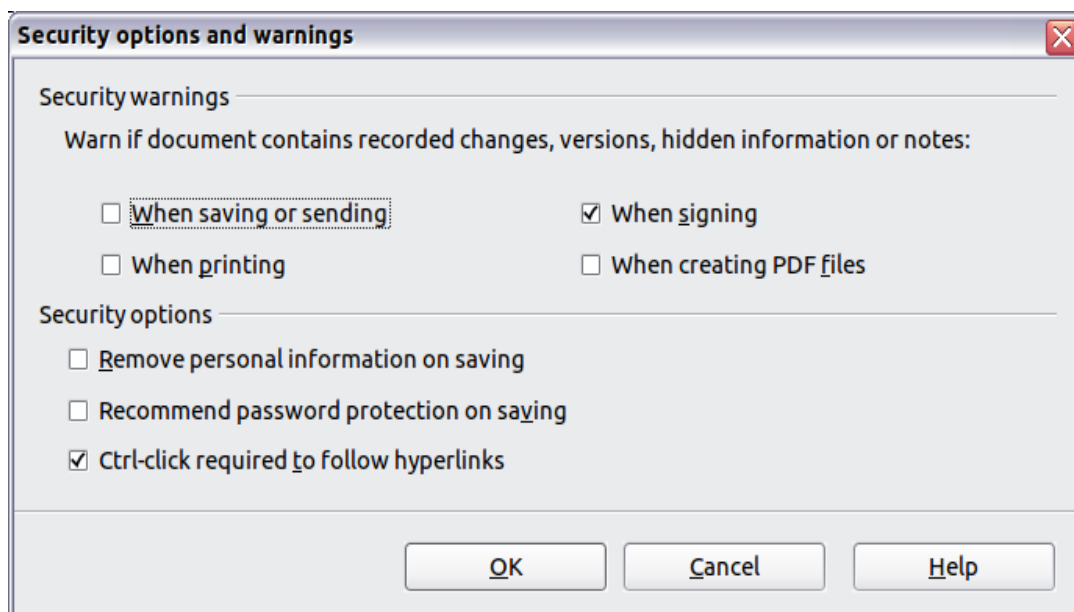 Security options and warnings
Security warnings
Warn if document contains recorded changes, versions, hidden information or notes:
When saving or sending
When signing
When printing
When creating PDF files
Security options
Remove personal information on saving
Recommend password protection on saving
Ctrl-click required to follow hyperlinks
OK
Cancel
Help